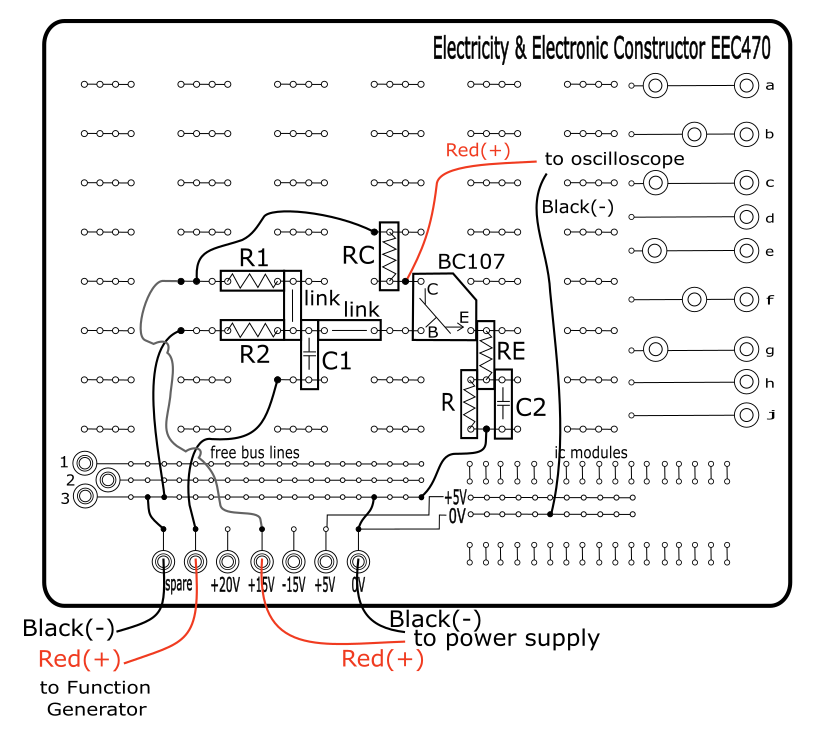 Electricity & Electronic Constructor EEC470
a
b
Red(+)
to oscilloscope
c
Black(-)
d
RC
R1
BC107
e
C
link
link
f
E
B
R2
C1
RE
g
h
R
C2
j
free bus lines
ic modules
1
2
3
+5V
0V
spare
+20V
+15V
-15V
+5V
0V
Black(-)
Black(-)
to power supply
Red(+)
Red(+)
to Function
Generator